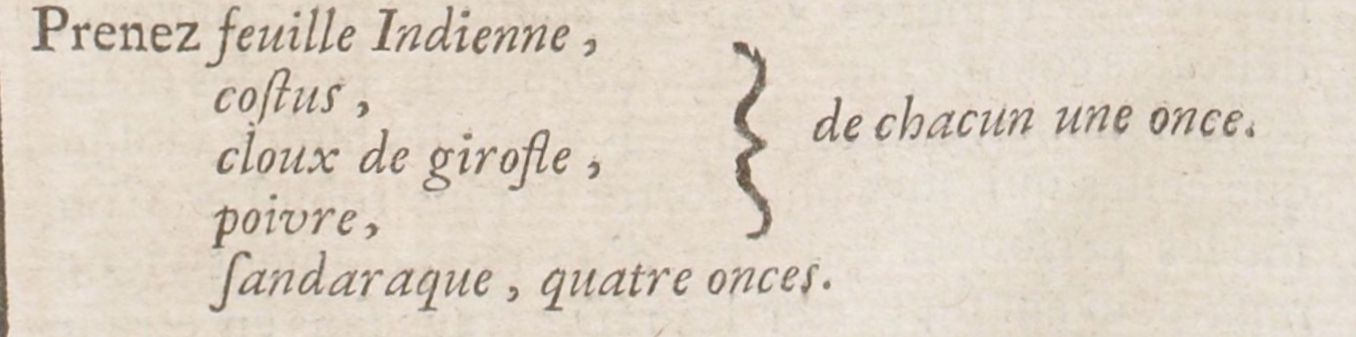 Prenez feuille Indienne ,
coſtus ,
cloux de girofle ,
poivre ,
de chacun une once.
ſandaraque , quatre onces.